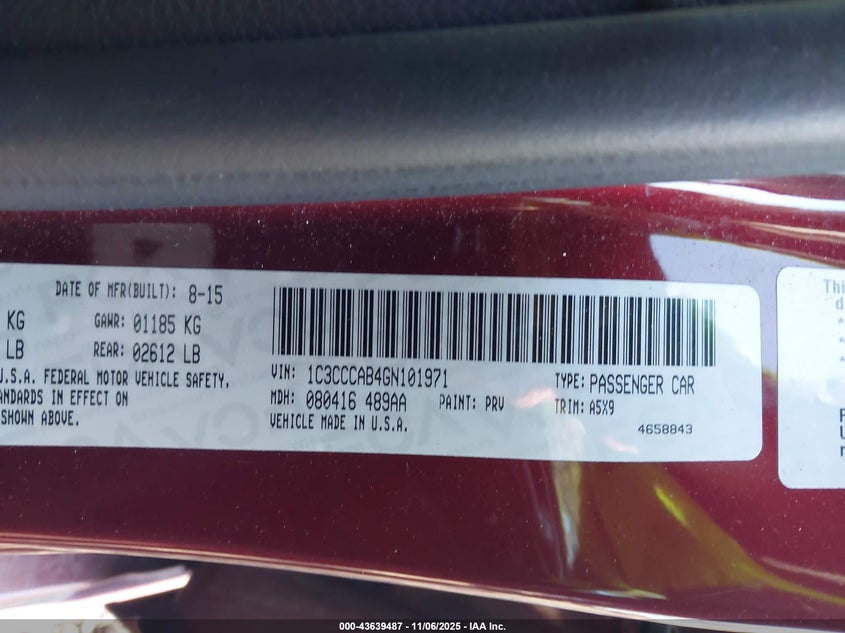 DATE OF MFR(BUILT): 8-15
KG GAWR: 01185 KG
LB REAR: 02612 LB
U.S.A. FEDERAL MOTOR VEHICLE SAFETY,
ANDARDS IN EFFECT ON
SHOWN ABOVE.
VIN: 1C3CCCAB4GN101971
TYPE: PASSENGER CAR
MDH: 080416 489AA PAINT: PRV
TRIM: A5X9
VEHICLE MADE IN U.S.A.
4658843
This
d
*
*
*
F
U
r
000-43639487 - 11/06/2025 - IAA Inc.